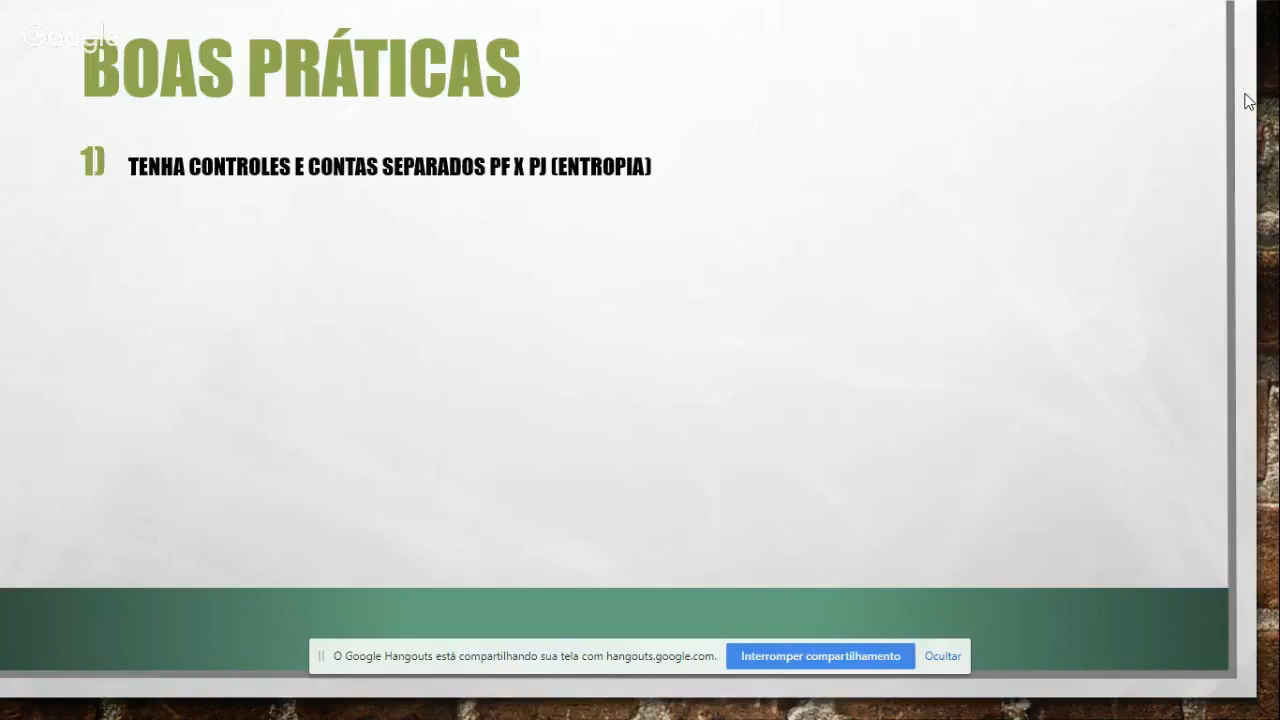 Google
BOAS PRÁTICAS
1) TENHA CONTROLES E CONTAS SEPARADOS PF X PJ (ENTROPIA)
O Google Hangouts está compartilhando sua tela com hangouts.google.com. Interromper compartilhamento Ocultar